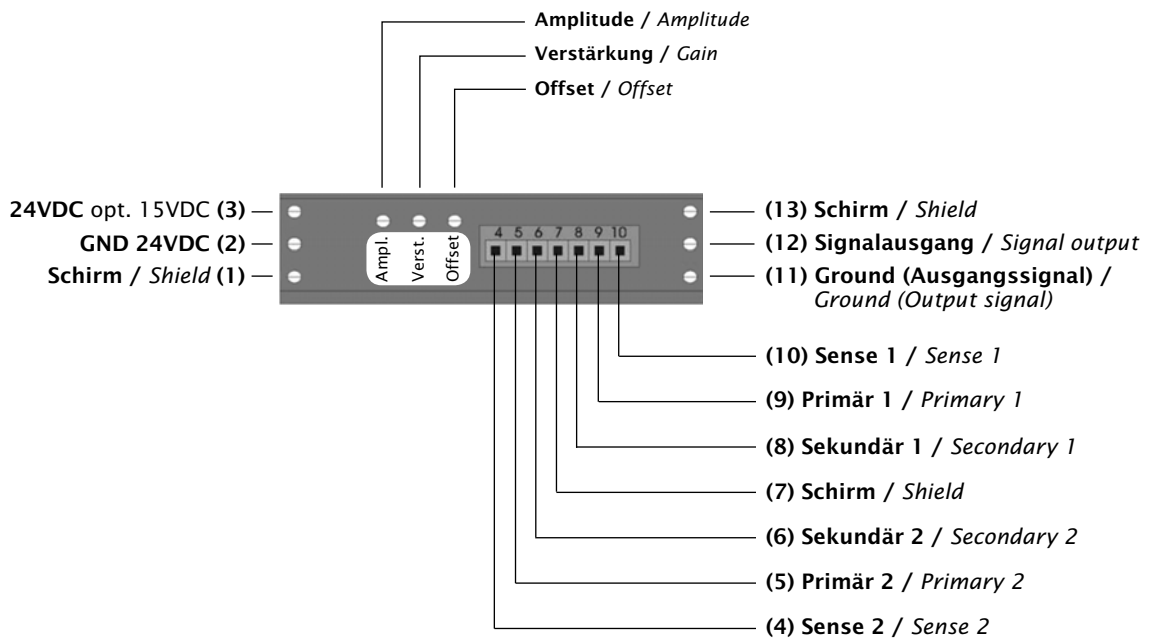 Amplitude / Amplitude
Verstärkung / Gain
Offset / Offset
24VDC opt. 15VDC (3)
GND 24VDC (2)
Schirm / Shield (1)
Ampl.
Verst.
Offset
4 5 6 7 8 9 10
(13) Schirm / Shield
(12) Signalausgang / Signal output
(11) Ground (Ausgangssignal) /
Ground (Output signal)
(10) Sense 1 / Sense 1
(9) Primär 1 / Primary 1
(8) Sekundär 1 / Secondary 1
(7) Schirm / Shield
(6) Sekundär 2 / Secondary 2
(5) Primär 2 / Primary 2
(4) Sense 2 / Sense 2